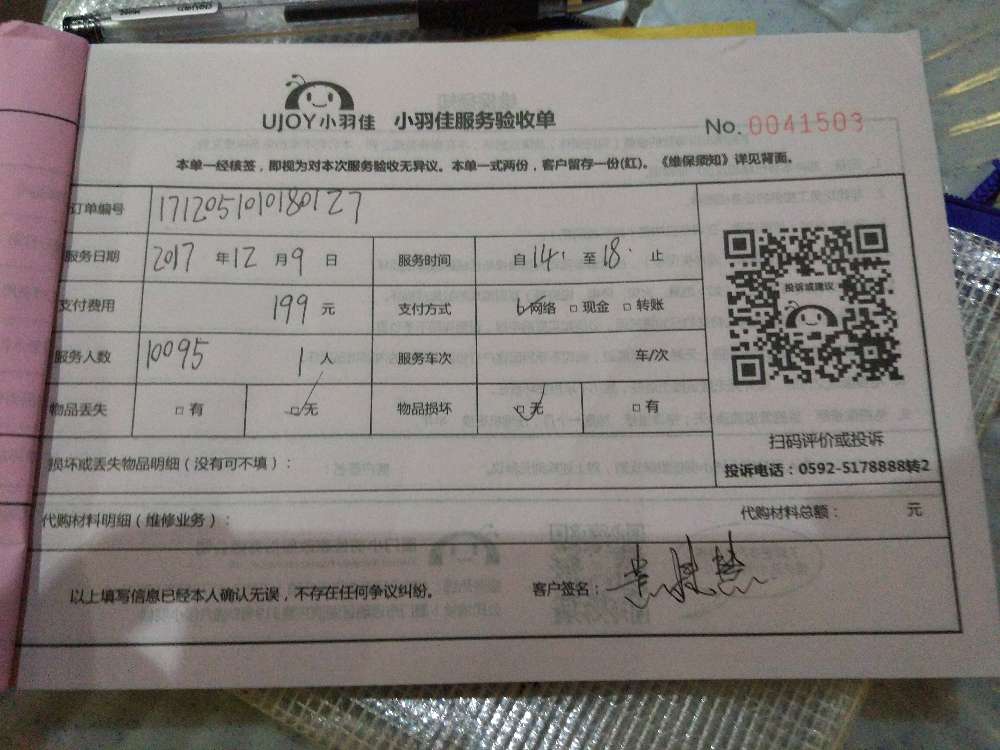 UJOY小羽佳 小羽佳服务验收单
No. 0041503
本单一经核签,即视为对本次服务验收无异议。本单一式两份,客户留存一份(红)。《维保须知》详见背面。
订单编号 171205101018 0127
服务日期 2017 年 12 月 9 日 服务时间 自 14: 至 18: 止
支付费用 199 元 支付方式 网络 □ 现金 □ 转账
服务人数 10095 1 人 服务车次 车/次
物品丢失 □ 有 □ 无 物品损坏 □ 无 □ 有
投诉或建议
扫码评价或投诉
投诉电话:0592-5178888转2
损坏或丢失物品明细(没有可不填):
代购材料明细(维修业务): 代购材料总额: 元
以上填写信息已经本人确认无误,不存在任何争议纠纷。 客户签名: